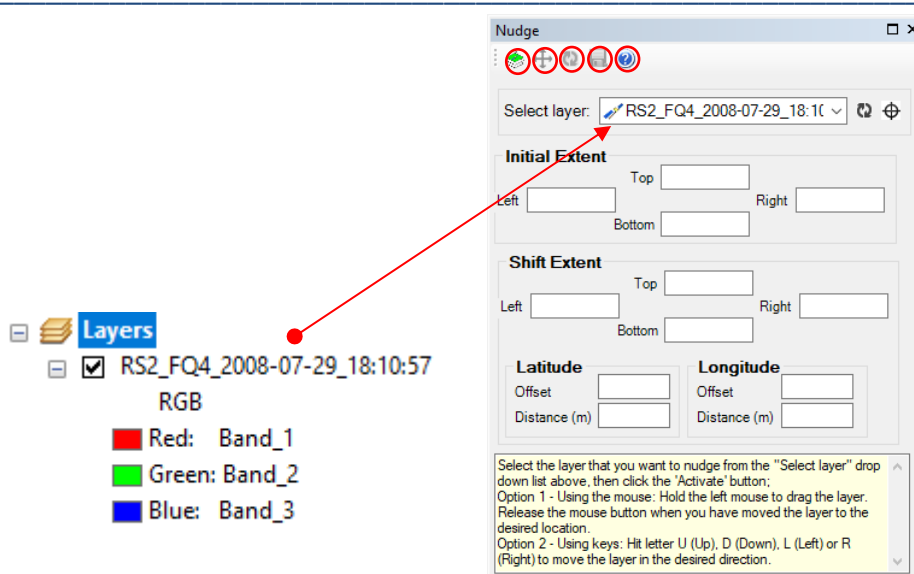 Nudge
Select layer: RS2_FQ4_2008-07-29_18:1(
Initial Extent
Top
Left Right
Bottom
Shift Extent
Top
Left Right
Bottom
Latitude Longitude
Offset Offset
Distance (m) Distance (m)
Select the layer that you want to nudge from the "Select layer" drop
down list above, then click the 'Activate' button;
Option 1 - Using the mouse: Hold the left mouse to drag the layer.
Release the mouse button when you have moved the layer to the
desired location.
Option 2 - Using keys: Hit letter U (Up), D (Down), L (Left) or R
(Right) to move the layer in the desired direction.
Layers
RS2_FQ4_2008-07-29_18:10:57
RGB
Red: Band_1
Green: Band_2
Blue: Band_3